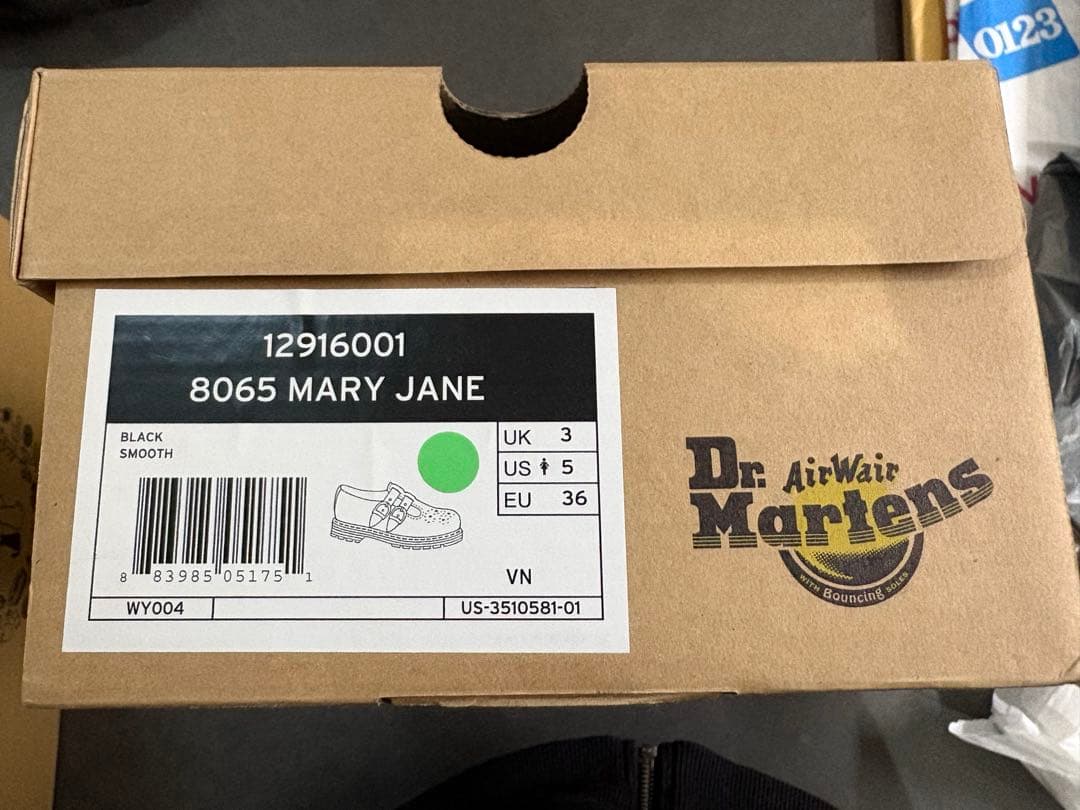 0123
12916001
8065 MARY JANE
BLACK
SMOOTH
UK 3
US 5
EU 36
8 83985 05175 1
VN
WY004
US-3510581-01
Dr. AirWair
Martens
WITH Bouncing SOLES